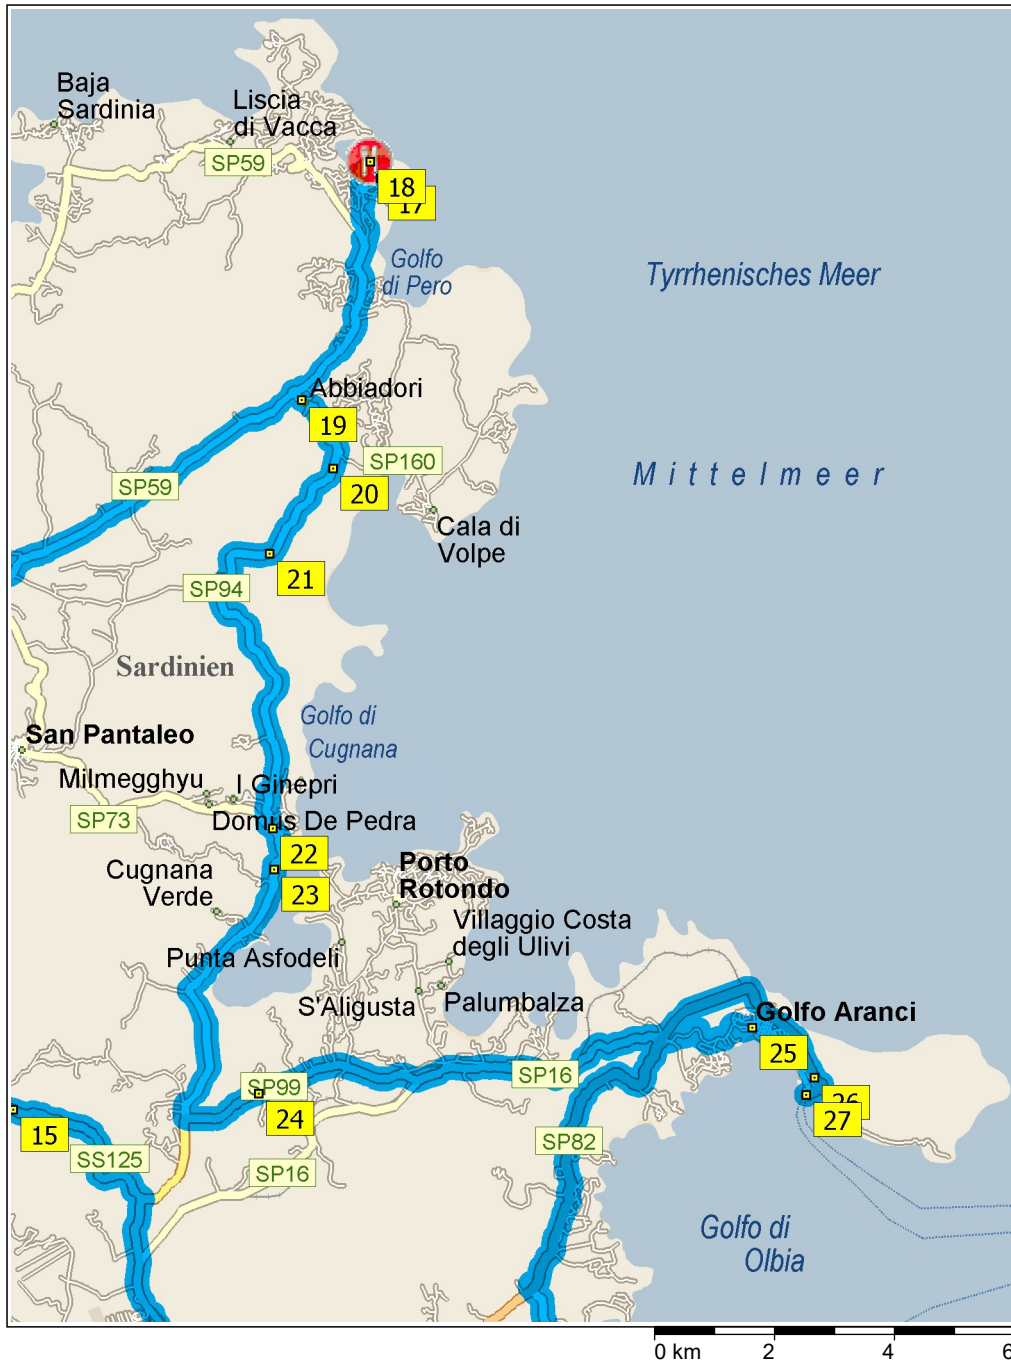 Baja
Sardinia
Liscia
di Vacca
SP59
18
17
Golfo
di Pero
Tyrrhenisches Meer
Abbiadori
19
SP160
Mittelmeer
SP59
20
Cala di
Volpe
21
SP94
Sardinien
Golfo di
Cugnana
San Pantaleo
Milmegghyu
I Ginepri
SP73
Domus De Pedra
22
Porto
Rotondo
Cugnana
Verde
23
Villaggio Costa
degli Ulivi
Punta Asfodeli
S'Aligusta
Palumbalza
Golfo Aranci
25
SP99
SP16
24
26
27
15
SS125
SP82
SP16
Golfo di
Olbia
0 km
2
4
6